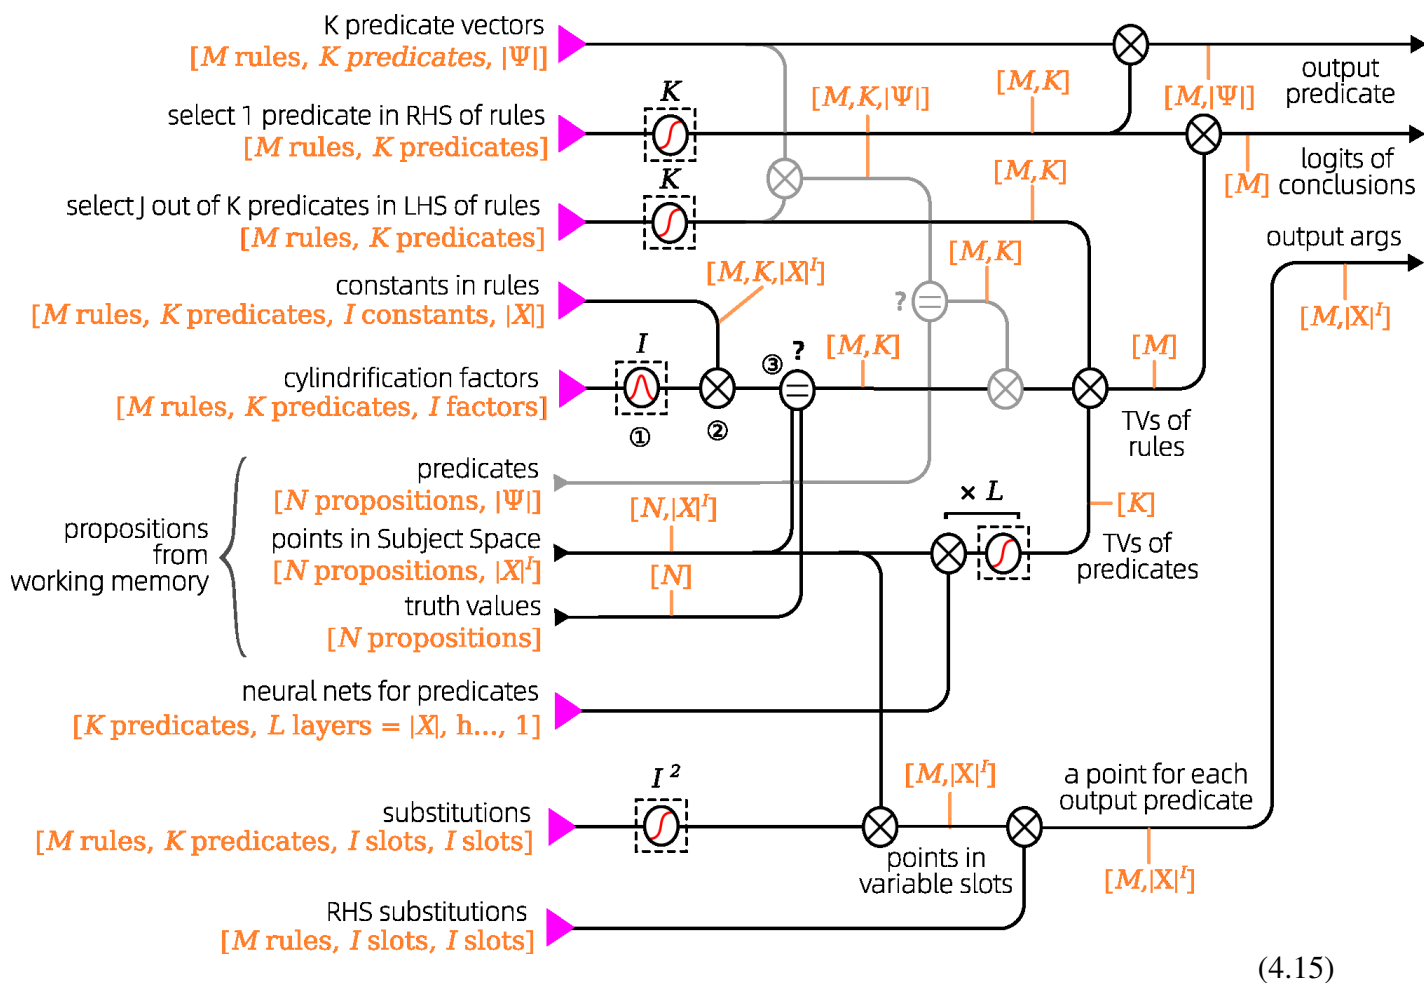 K predicate vectors
[M rules, K predicates, |Ψ|]
select 1 predicate in RHS of rules
[M rules, K predicates]
select J out of K predicates in LHS of rules
[M rules, K predicates]
constants in rules
[M rules, K predicates, I constants, |X|]
cylindrification factors
[M rules, K predicates, I factors]
propositions
from
working memory
predicates
[N propositions, |Ψ|]
points in Subject Space
[N propositions, |X|ᴵ]
truth values
[N propositions]
neural nets for predicates
[K predicates, L layers = |X|, h..., 1]
substitutions
[M rules, K predicates, I slots, I slots]
RHS substitutions
[M rules, I slots, I slots]
K
K
I
①
②
③
?
[M,K,|X|ᴵ]
[M,K,|Ψ|]
[M,K]
[M,K]
[M,K]
?
[M,K]
[M,|Ψ|]
output
predicate
[M]
logits of
conclusions
output args
[M,|X|ᴵ]
[M]
TVs of
rules
[N,|X|ᴵ]
[N]
× L
[K]
TVs of
predicates
I ²
[M,|X|ᴵ]
points in
variable slots
a point for each
output predicate
[M,|X|ᴵ]
(4.15)